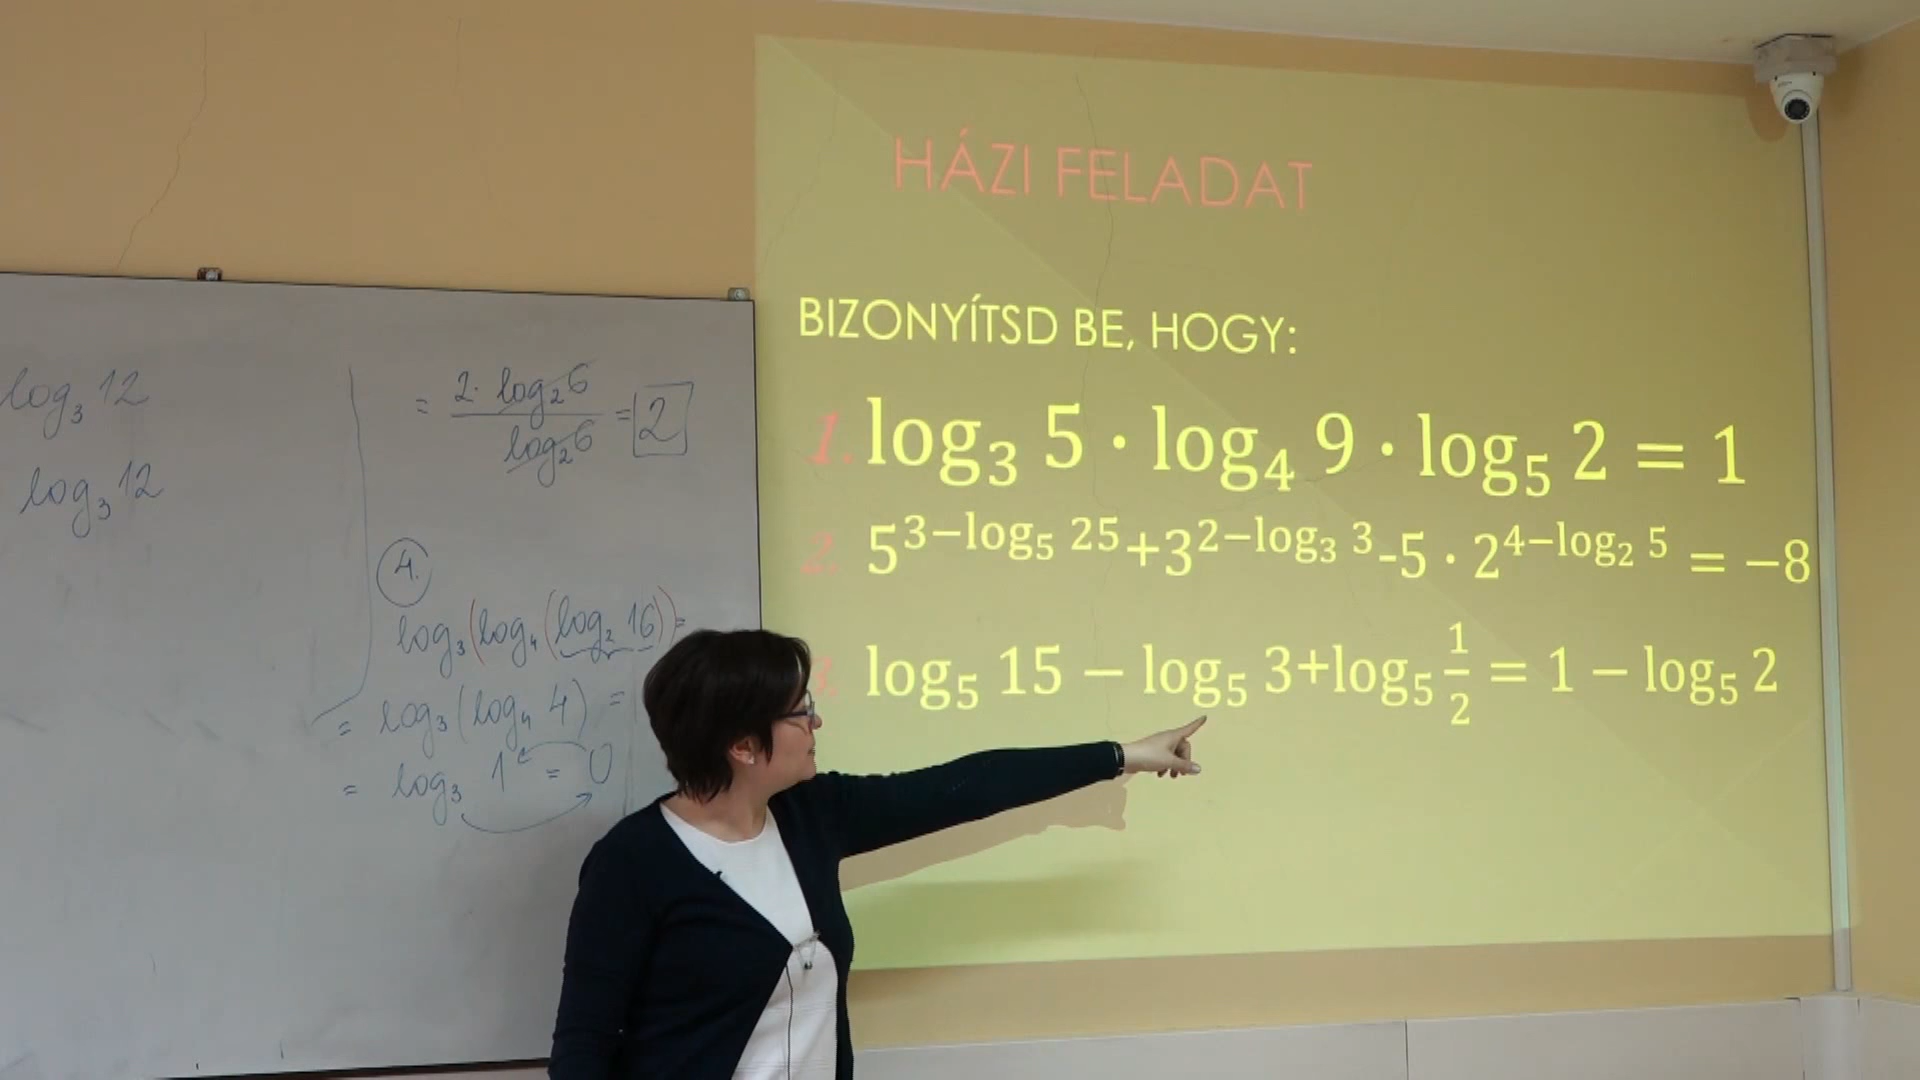 log₃ 12
log₃ 12
= 2· log₂6 / log₂6 = 2
4.
log₃(log₄(log₂ 16)) =
= log₃(log₄ 4) =
= log₃ 1 = 0
HÁZI FELADAT
BIZONYÍTSD BE, HOGY:
1. log₃ 5 · log₄ 9 · log₅ 2 = 1
2. 5^(3−log₅ 25)+3^(2−log₃ 3)-5 · 2^(4−log₂ 5) = −8
3. log₅ 15 − log₅ 3+log₅ 1/2 = 1 − log₅ 2